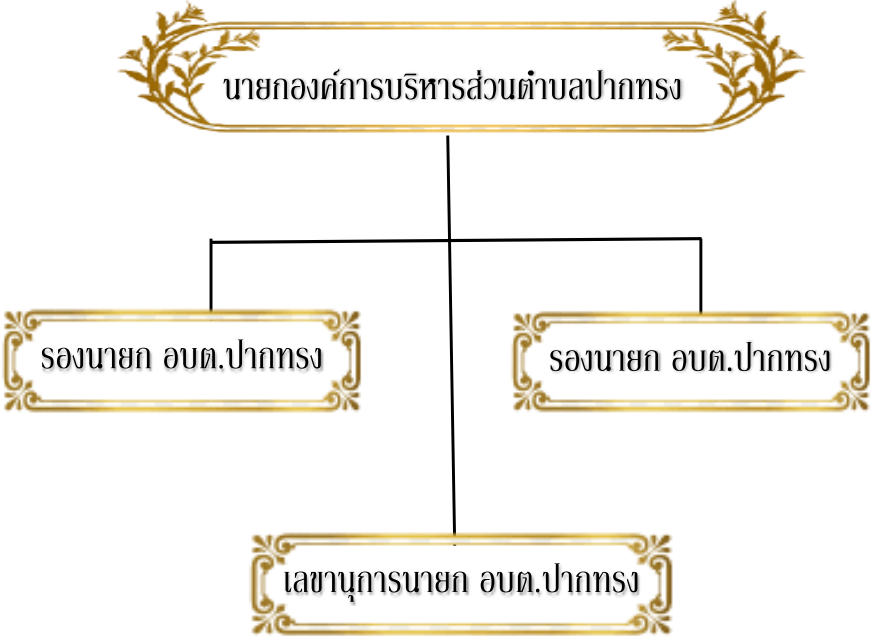 นายกองค์การบริหารส่วนตำบลปากทรง
รองนายก อบต.ปากทรง
รองนายก อบต.ปากทรง
เลขานุการนายก อบต.ปากทรง